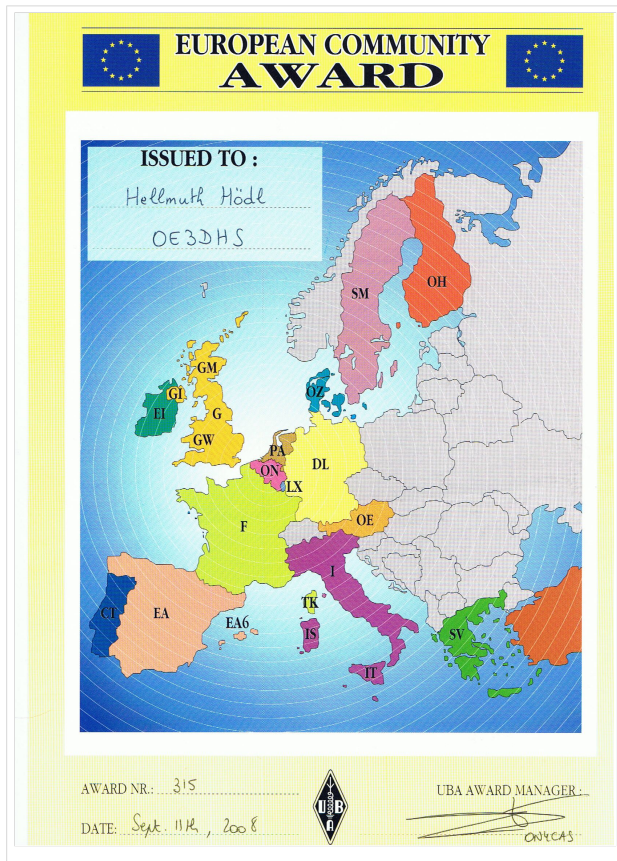 EUROPEAN COMMUNITY
AWARD
ISSUED TO :
Hellmuth Hödl
OE3DHS
SM
OH
GM
GI
EI
G
GW
OZ
PA
ON
DL
LX
F
OE
I
CT
EA
EA6
TK
IS
IT
SV
AWARD NR.: 315
UBA
UBA AWARD MANAGER :
DATE: Sept. 11th, 2008
ON4CAS